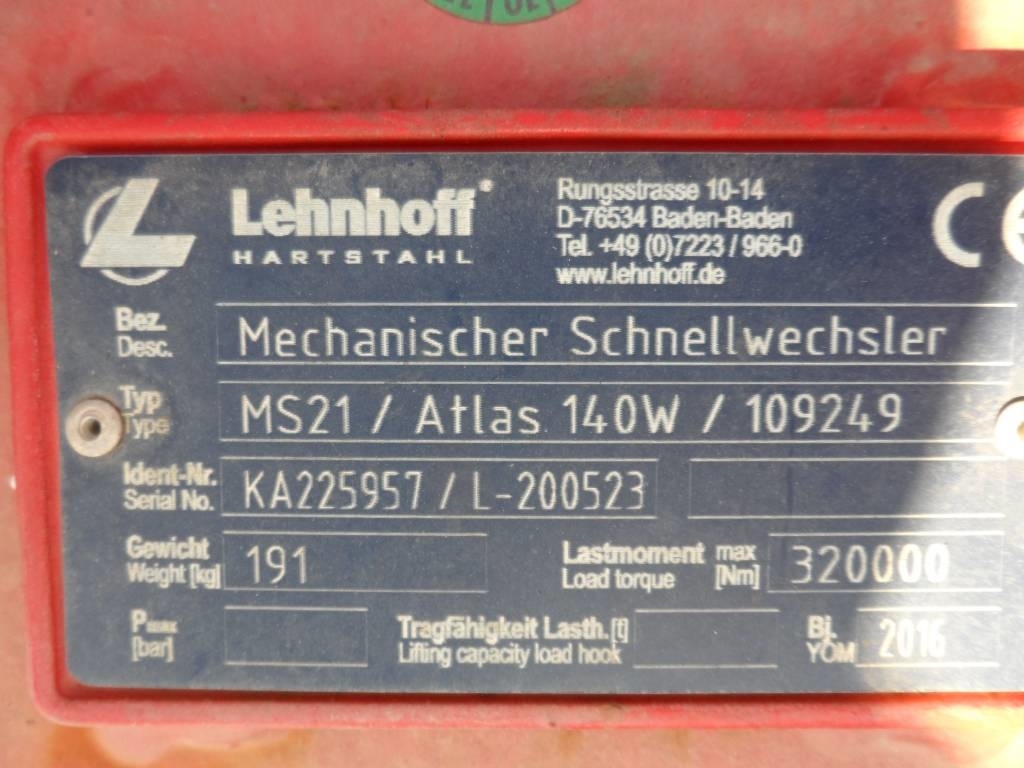 Lehnhoff®
HARTSTAHL
Rungsstrasse 10-14
D-76534 Baden-Baden
Tel. +49 (0)7223 / 966-0
www.lehnhoff.de
CE
Bez.
Desc.
Mechanischer Schnellwechsler
Typ
Type
MS21 / Atlas 140W / 109249
Ident-Nr.
Serial No.
KA225957 / L-200523
Gewicht
Weight [kg]
191
Lastmoment max
Load torque [Nm]
320000
P max
[bar]
Tragfähigkeit Lasth. [t]
Lifting capacity load hook
Bj.
YOM
2016